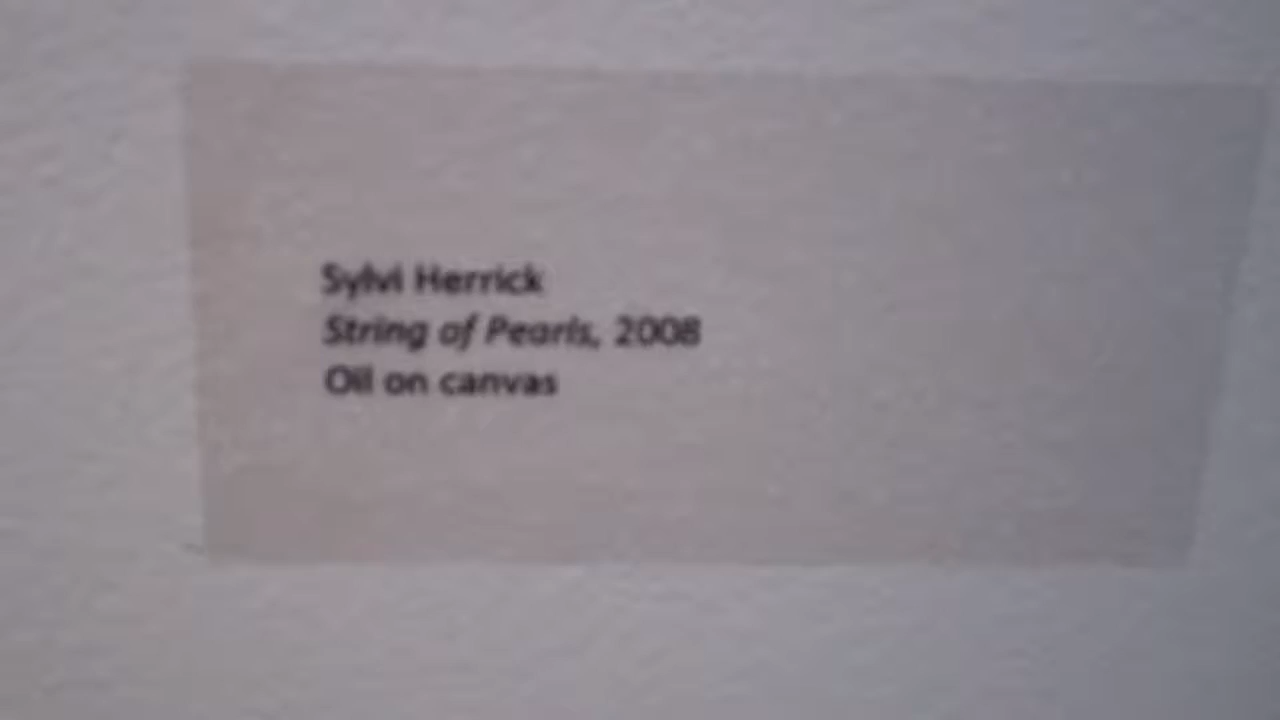 Sylvi Herrick
String of Pearls, 2008
Oil on canvas